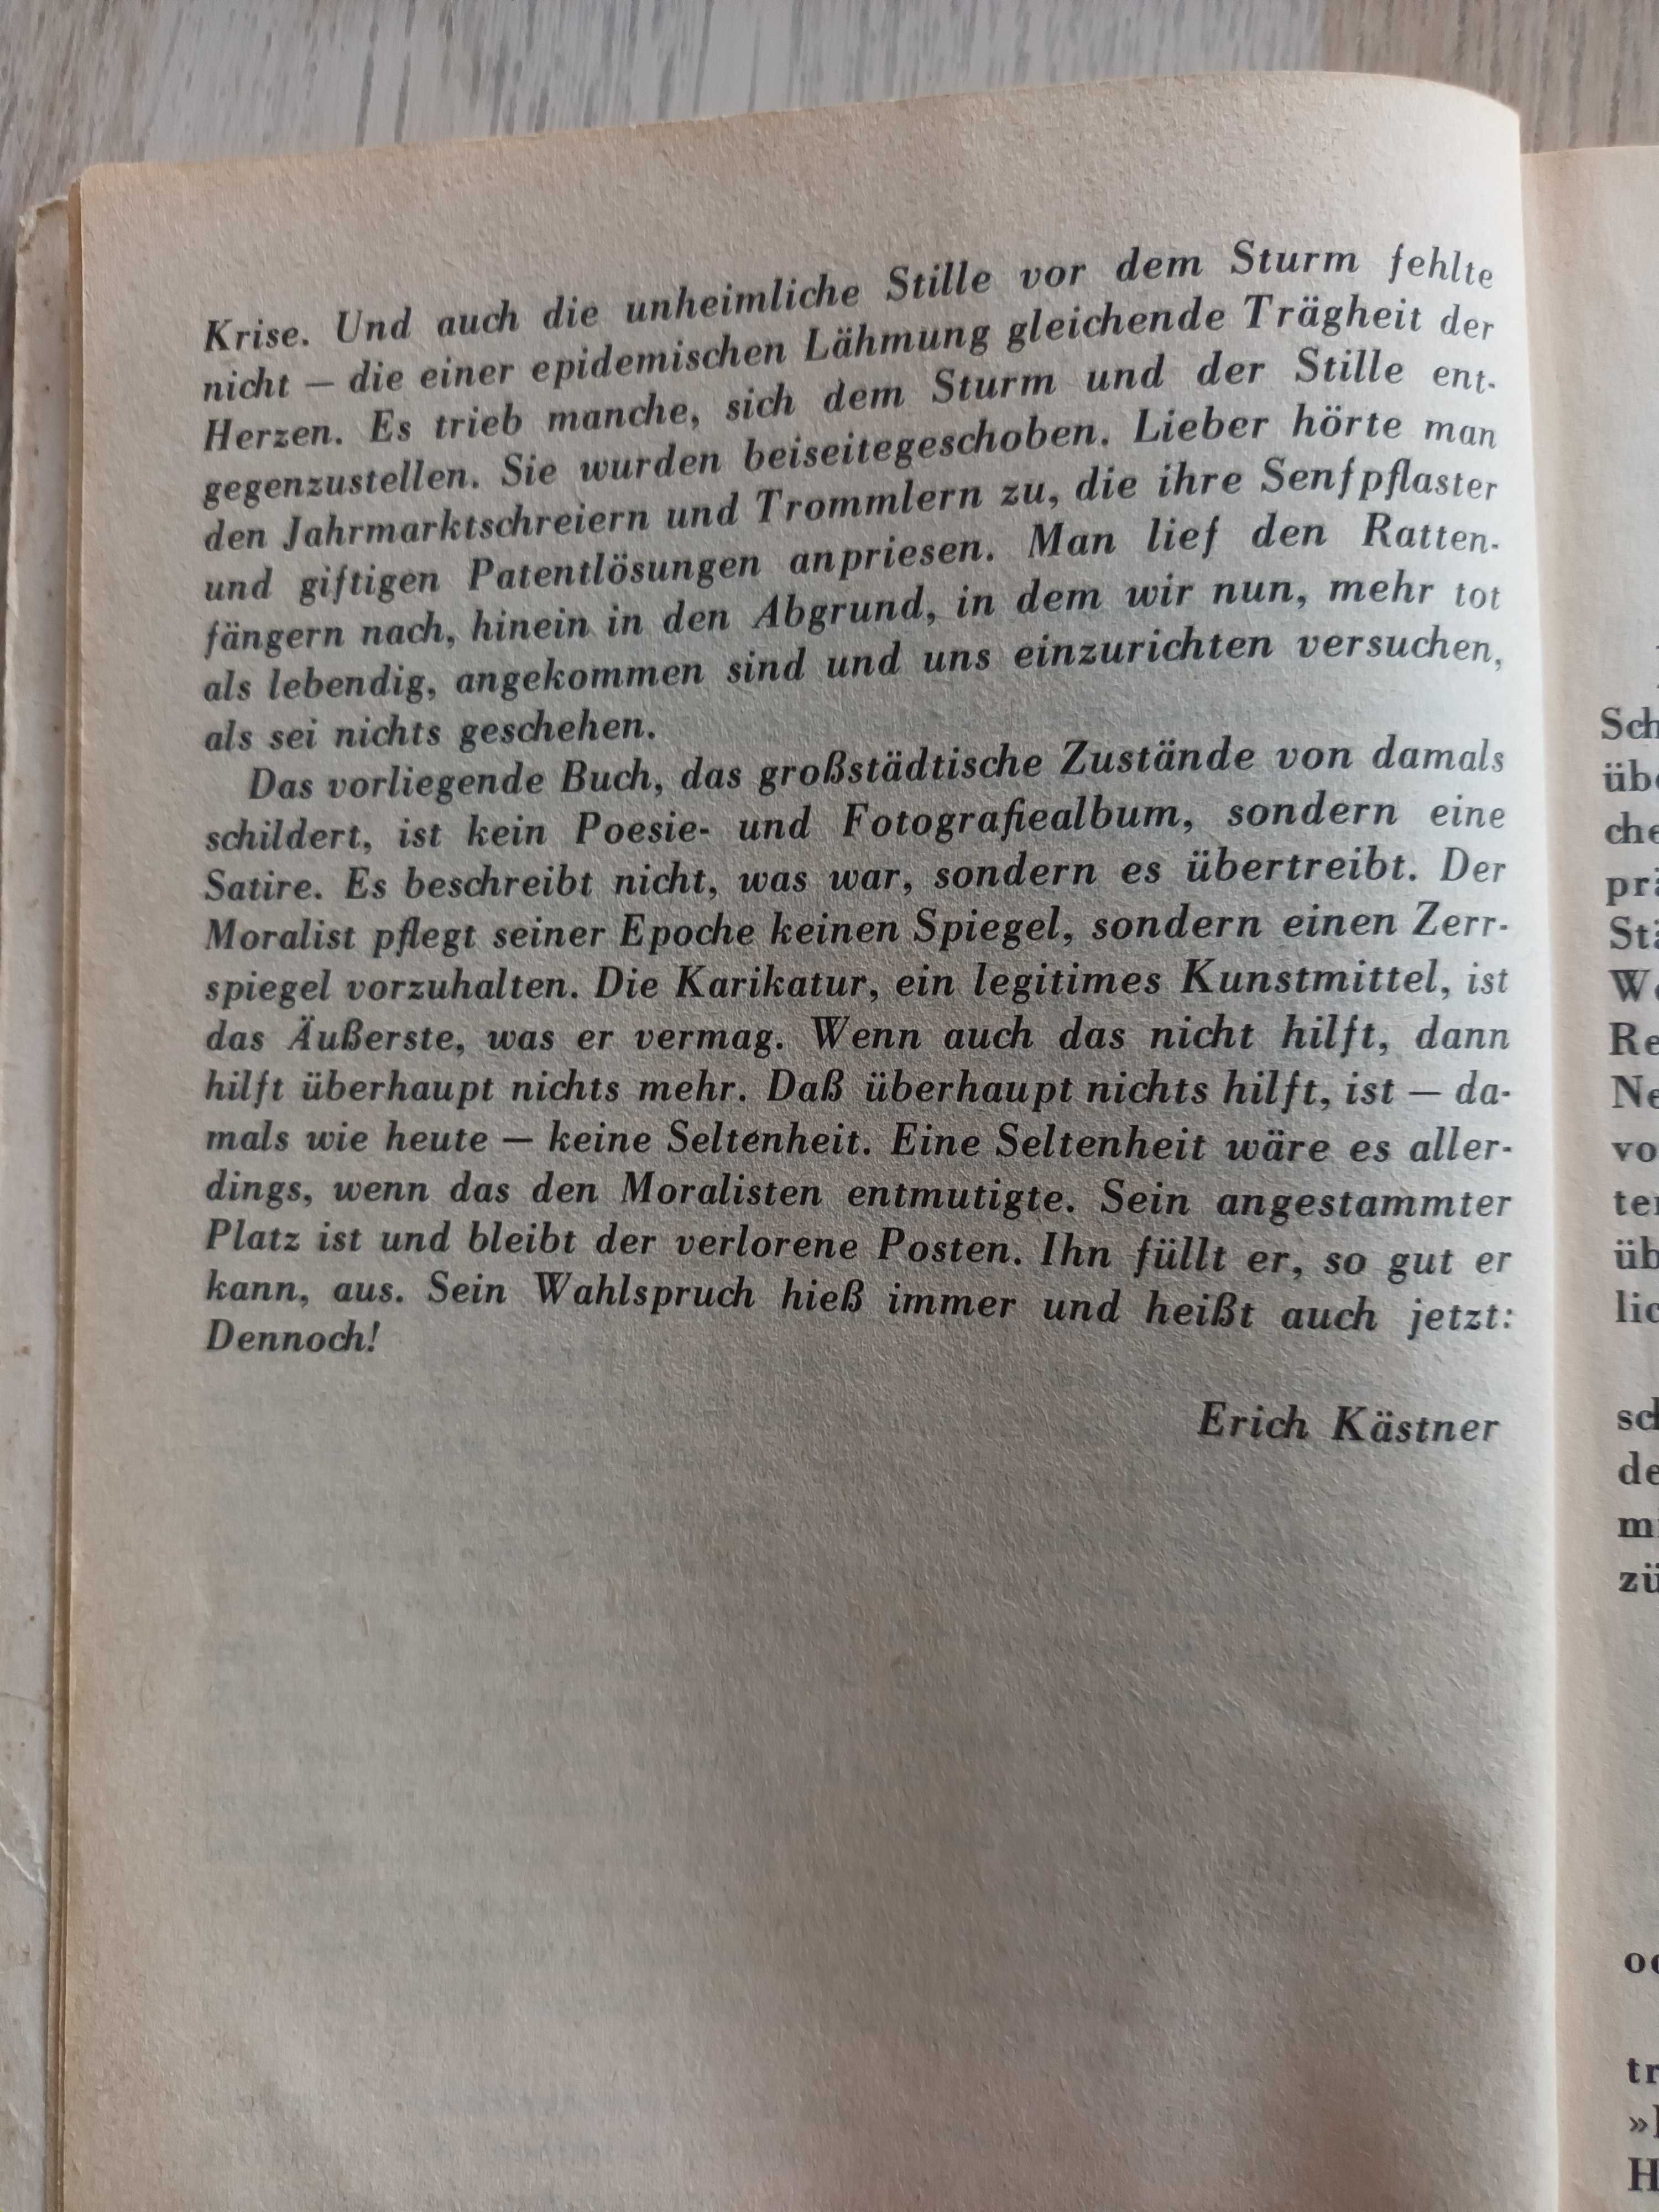 Krise. Und auch die unheimliche Stille vor dem Sturm fehlte
nicht — die einer epidemischen Lähmung gleichende Trägheit der
Herzen. Es trieb manche, sich dem Sturm und der Stille ent-
gegenzustellen. Sie wurden beiseitegeschoben. Lieber hörte man
den Jahrmarktschreiern und Trommlern zu, die ihre Senfpflaster
und giftigen Patentlösungen anpriesen. Man lief den Ratten-
fängern nach, hinein in den Abgrund, in dem wir nun, mehr tot
als lebendig, angekommen sind und uns einzurichten versuchen,
als sei nichts geschehen.
Das vorliegende Buch, das großstädtische Zustände von damals
schildert, ist kein Poesie- und Fotografiealbum, sondern eine
Satire. Es beschreibt nicht, was war, sondern es übertreibt. Der
Moralist pflegt seiner Epoche keinen Spiegel, sondern einen Zerr-
spiegel vorzuhalten. Die Karikatur, ein legitimes Kunstmittel, ist
das Äußerste, was er vermag. Wenn auch das nicht hilft, dann
hilft überhaupt nichts mehr. Daß überhaupt nichts hilft, ist — da-
mals wie heute — keine Seltenheit. Eine Seltenheit wäre es aller-
dings, wenn das den Moralisten entmutigte. Sein angestammter
Platz ist und bleibt der verlorene Posten. Ihn füllt er, so gut er
kann, aus. Sein Wahlspruch hieß immer und heißt auch jetzt:
Dennoch!
Erich Kästner